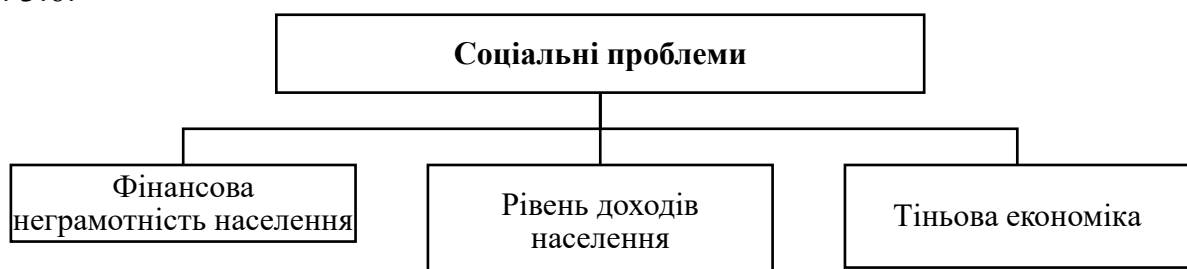 Соціальні проблеми
Фінансова
неграмотність населення
Рівень доходів
населення
Тіньова економіка